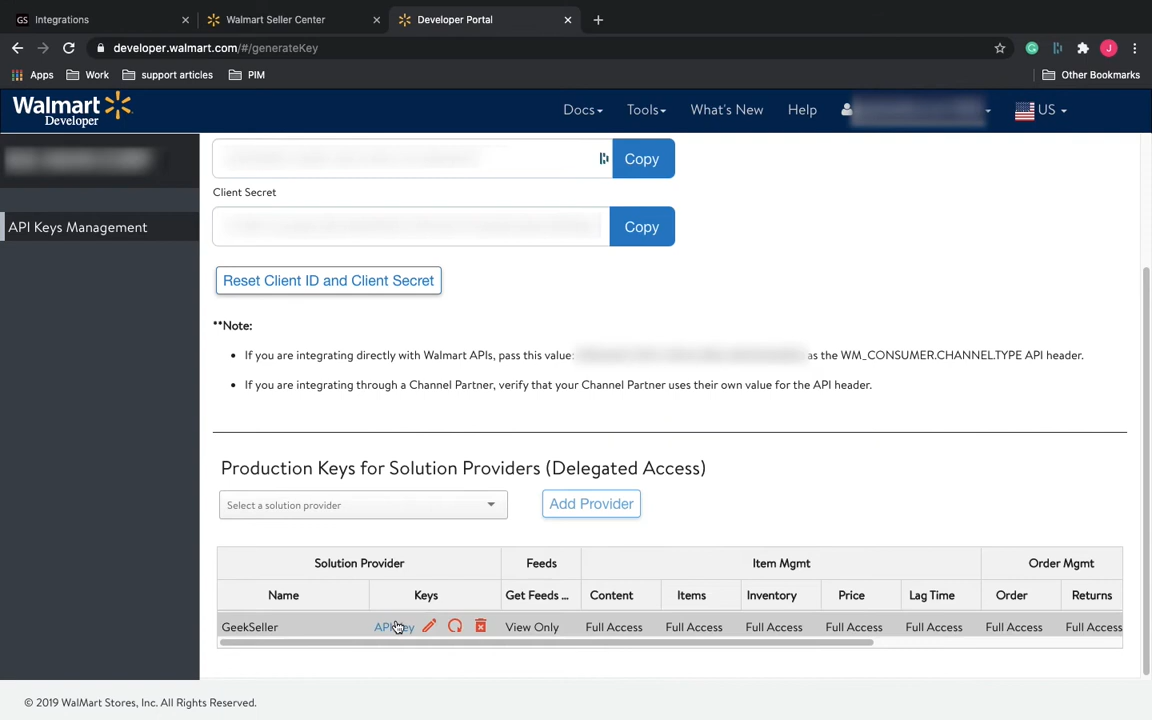 GS Integrations
Walmart Seller Center
Developer Portal
developer.walmart.com/#/generateKey
J
Apps
Work
support articles
PIM
Other Bookmarks
Walmart
Developer
Docs
Tools
What's New
Help
US
Copy
Client Secret
Copy
API Keys Management
Reset Client ID and Client Secret
**Note:
If you are integrating directly with Walmart APIs, pass this value: as the WM_CONSUMER.CHANNEL.TYPE API header.
If you are integrating through a Channel Partner, verify that your Channel Partner uses their own value for the API header.
Production Keys for Solution Providers (Delegated Access)
Select a solution provider
Add Provider
Solution Provider Feeds Item Mgmt Order Mgmt
Name Keys Get Feeds ... Content Items Inventory Price Lag Time Order Returns
GeekSeller API Key View Only Full Access Full Access Full Access Full Access Full Access Full Access Full Access
© 2019 WalMart Stores, Inc. All Rights Reserved.